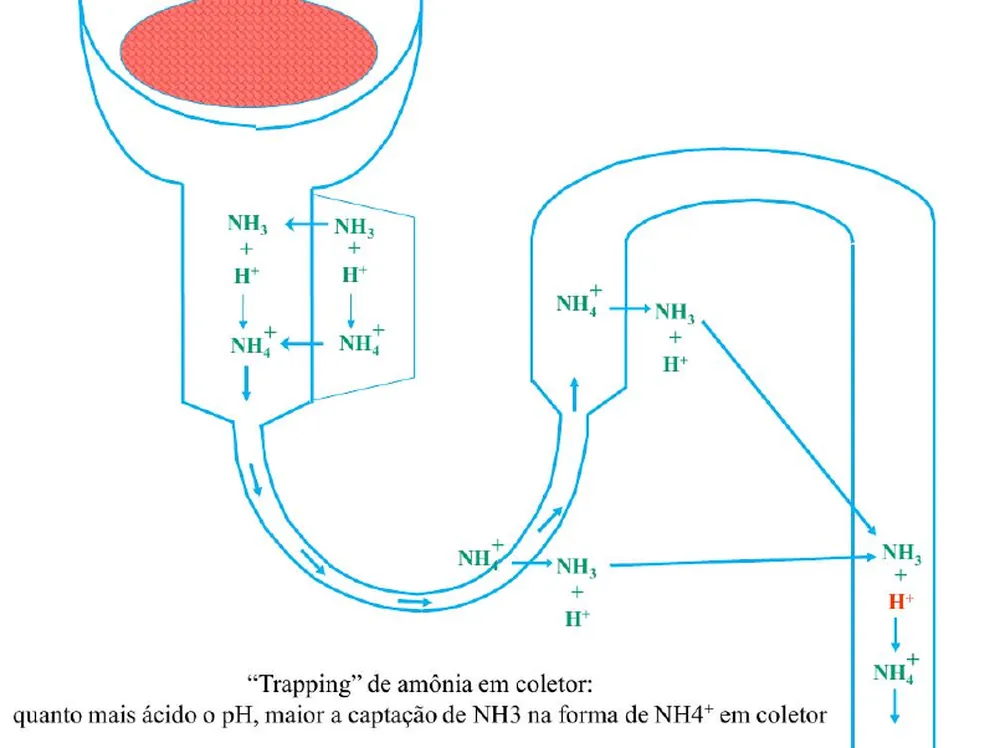 NH₃ NH₃
+ +
H⁺ H⁺
NH₄⁺ NH₄⁺
NH₄⁺ NH₃
+
H⁺
NH₄⁺ NH₃
+
H⁺
NH₃
+
H⁺
NH₄⁺
“Trapping” de amônia em coletor:
quanto mais ácido o pH, maior a captação de NH3 na forma de NH4⁺ em coletor